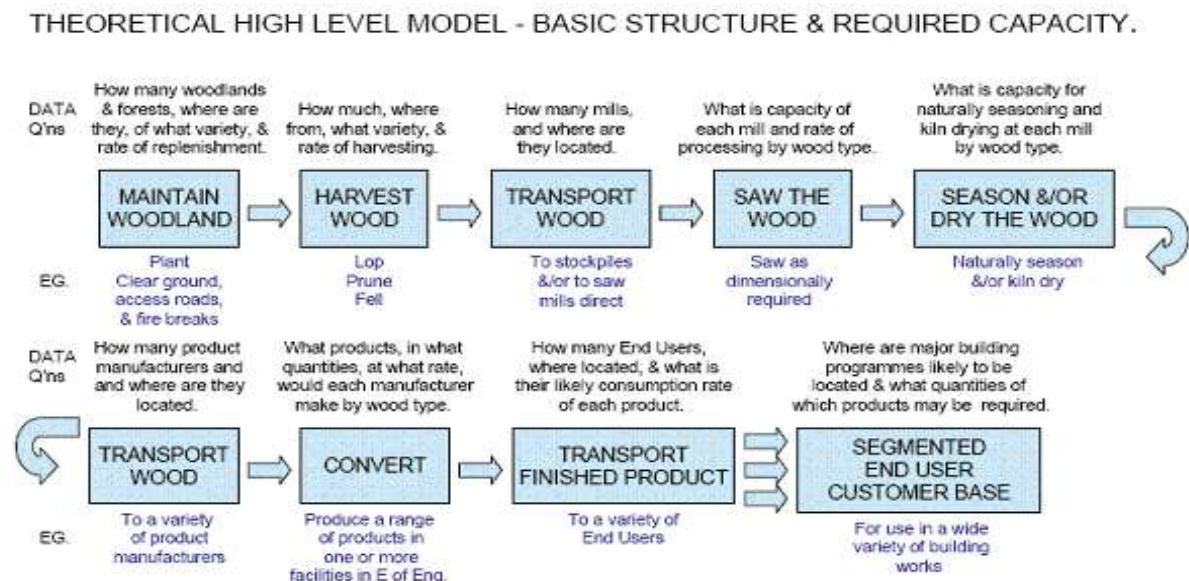 THEORETICAL HIGH LEVEL MODEL - BASIC STRUCTURE & REQUIRED CAPACITY.
DATA
Q'ns
How many woodlands
& forests, where are
they, of what variety, &
rate of replenishment.
How much, where
from, what variety, &
rate of harvesting.
How many mills,
and where are
they located.
What is capacity of
each mill and rate of
processing by wood type.
What is capacity for
naturally seasoning and
kiln drying at each mill
by wood type.
MAINTAIN
WOODLAND
HARVEST
WOOD
TRANSPORT
WOOD
SAW THE
WOOD
SEASON &/OR
DRY THE WOOD
EG.
Plant
Clear ground,
access roads,
& fire breaks
Lop
Prune
Fell
To stockpiles
&/or to saw
mills direct
Saw as
dimensionally
required
Naturally season
&/or kiln dry
DATA
Q'ns
How many product
manufacturers and
and where are they
located.
What products, in what
quantities, at what rate,
would each manufacturer
make by wood type.
How many End Users,
where located, & what is
their likely consumption rate
of each product.
Where are major building
programmes likely to be
located & what quantities of
which products may be required.
TRANSPORT
WOOD
CONVERT
TRANSPORT
FINISHED PRODUCT
SEGMENTED
END USER
CUSTOMER BASE
EG.
To a variety
of product
manufacturers
Produce a range
of products in
one or more
facilities in E of Eng.
To a variety of
End Users
For use in a wide
variety of building
works